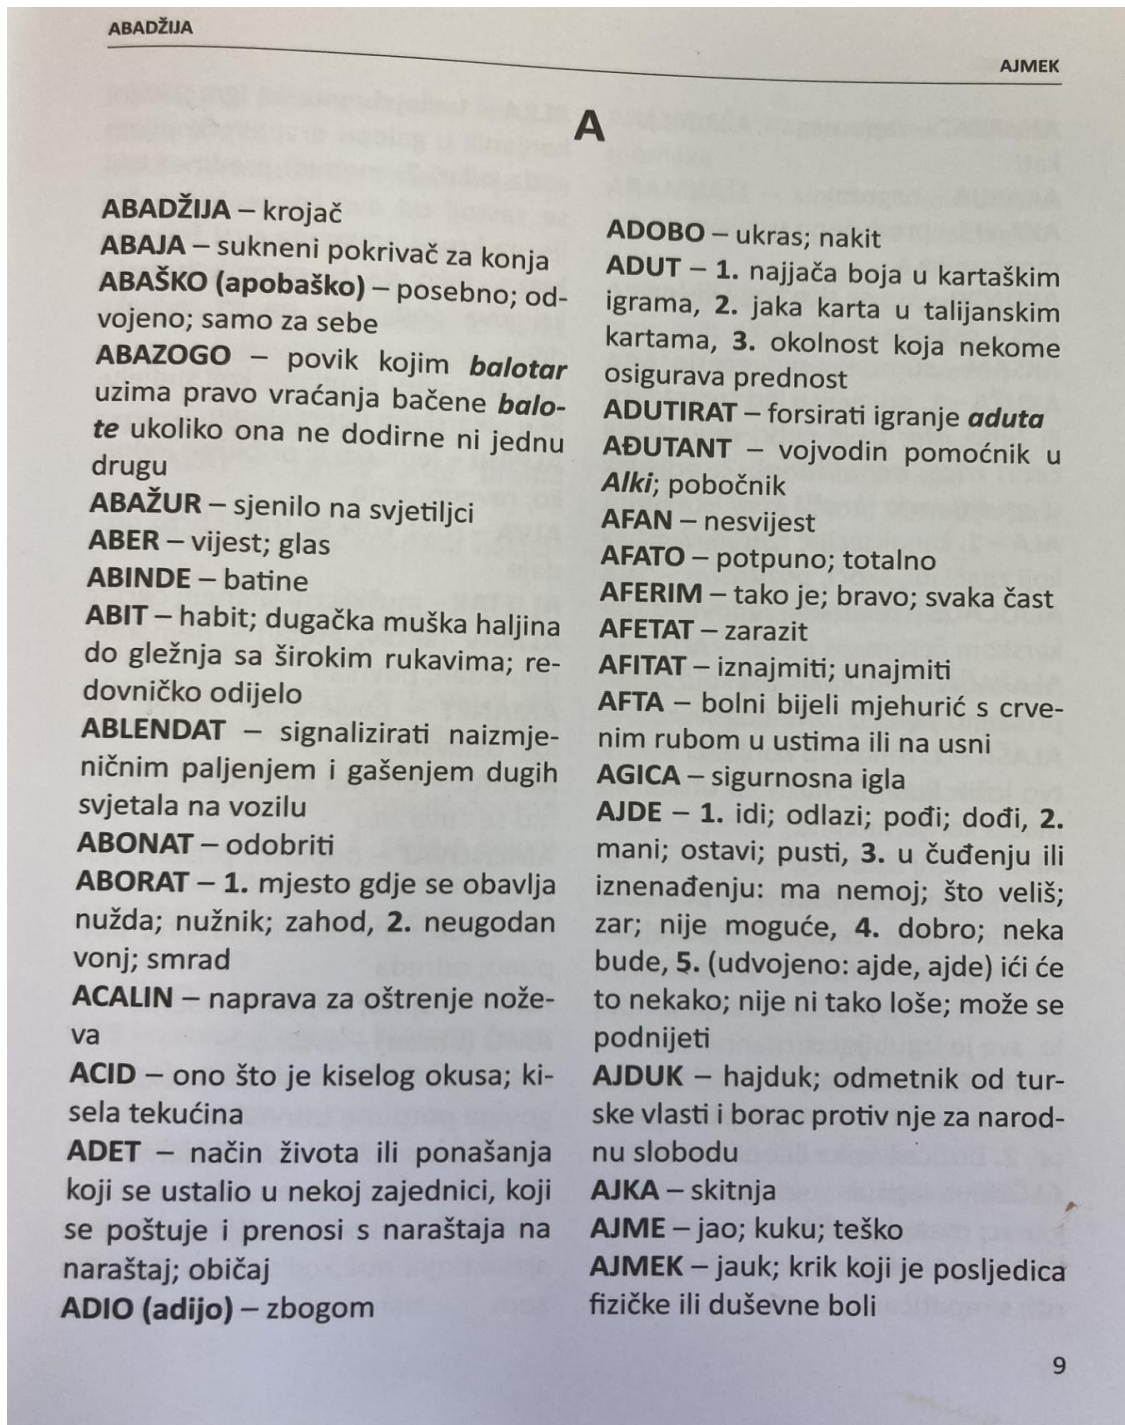 ABADŽIJA
AJMEK
A
ABADŽIJA – krojač
ABAJA – sukneni pokrivač za konja
ABAŠKO (apobaško) – posebno; od-
vojeno; samo za sebe
ABAZOGO – povik kojim balotar
uzima pravo vraćanja bačene balo-
te ukoliko ona ne dodirne ni jednu
drugu
ABAŽUR – sjenilo na svjetiljci
ABER – vijest; glas
ABINDE – batine
ABIT – habit; dugačka muška haljina
do gležnja sa širokim rukavima; re-
dovničko odijelo
ABLENDAT – signalizirati naizmje-
ničnim paljenjem i gašenjem dugih
svjetala na vozilu
ABONAT – odobriti
ABORAT – 1. mjesto gdje se obavlja
nužda; nužnik; zahod, 2. neugodan
vonj; smrad
ACALIN – naprava za oštrenje nože-
va
ACID – ono što je kiselog okusa; ki-
sela tekućina
ADET – način života ili ponašanja
koji se ustalio u nekoj zajednici, koji
se poštuje i prenosi s naraštaja na
naraštaj; običaj
ADIO (adijo) – zbogom
ADOBO – ukras; nakit
ADUT – 1. najjača boja u kartaškim
igrama, 2. jaka karta u talijanskim
kartama, 3. okolnost koja nekome
osigurava prednost
ADUTIRAT – forsirati igranje aduta
AĐUTANT – vojvodin pomoćnik u
Alki; pobočnik
AFAN – nesvijest
AFATO – potpuno; totalno
AFERIM – tako je; bravo; svaka čast
AFETAT – zarazit
AFITAT – iznajmiti; unajmiti
AFTA – bolni bijeli mjehurić s crve-
nim rubom u ustima ili na usni
AGICA – sigurnosna igla
AJDE – 1. idi; odlazi; pođi; dođi, 2.
mani; ostavi; pusti, 3. u čuđenju ili
iznenađenju: ma nemoj; što veliš;
zar; nije moguće, 4. dobro; neka
bude, 5. (udvojeno: ajde, ajde) ići će
to nekako; nije ni tako loše; može se
podnijeti
AJDUK – hajduk; odmetnik od tur-
ske vlasti i borac protiv nje za narod-
nu slobodu
AJKA – skitnja
AJME – jao; kuku; teško
AJMEK – jauk; krik koji je posljedica
fizičke ili duševne boli
9